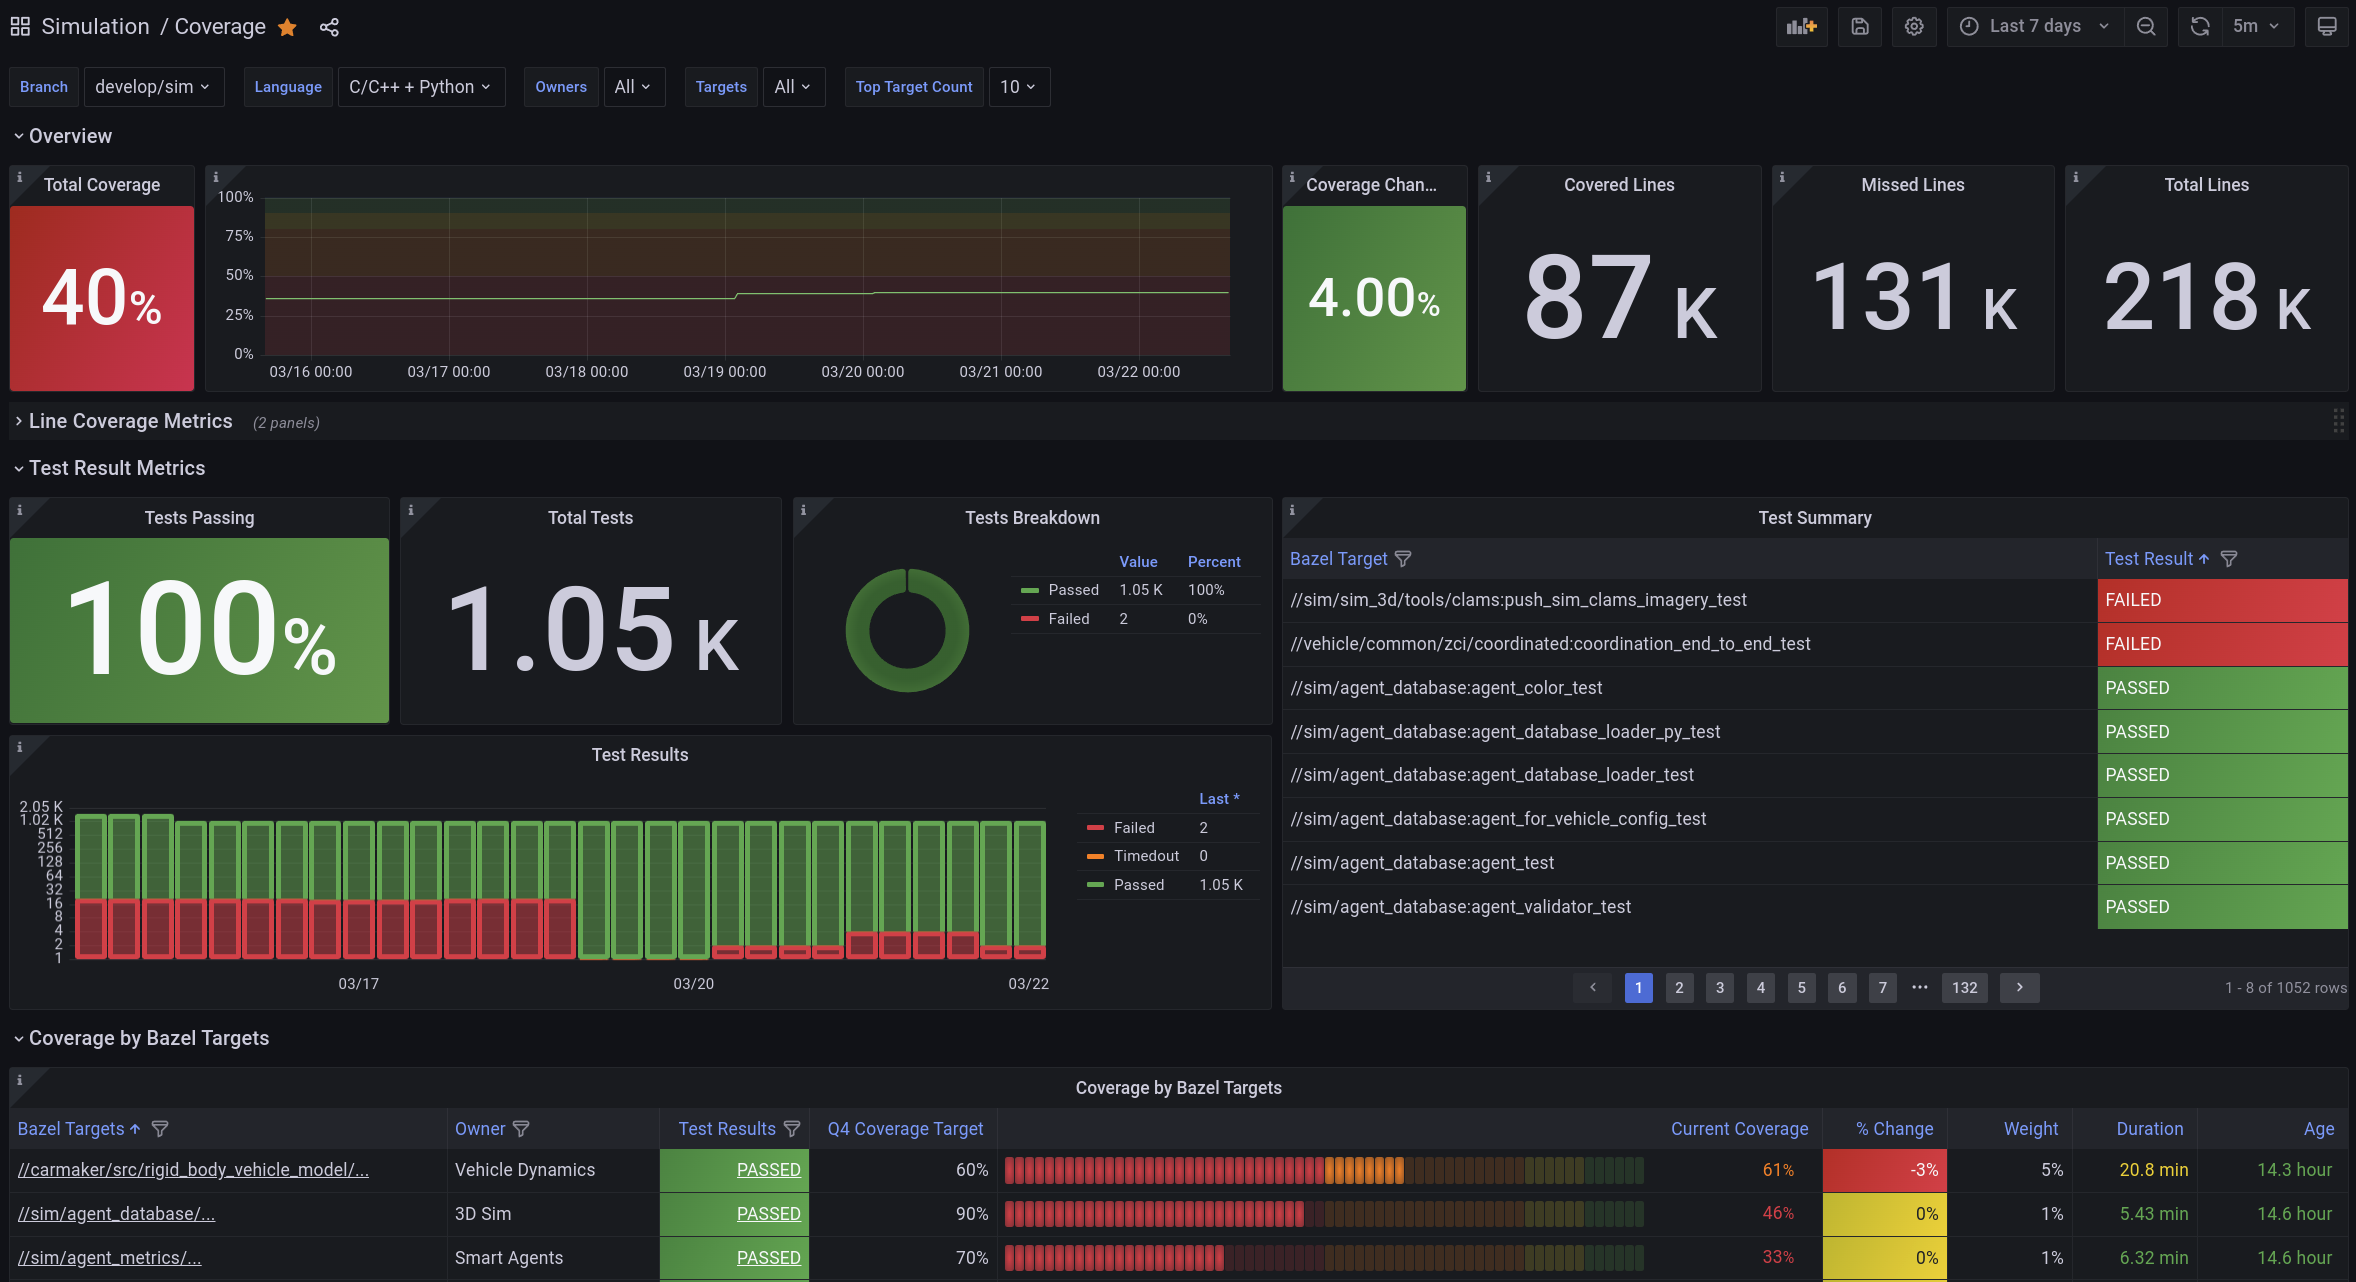 Simulation / Coverage
Last 7 days
5m
Branch develop/sim Language C/C++ + Python Owners All Targets All Top Target Count 10
Overview
Total Coverage
40%
100%
75%
50%
25%
0%
03/16 00:00 03/17 00:00 03/18 00:00 03/19 00:00 03/20 00:00 03/21 00:00 03/22 00:00
Coverage Chan...
4.00%
Covered Lines
87 K
Missed Lines
131 K
Total Lines
218 K
Line Coverage Metrics (2 panels)
Test Result Metrics
Tests Passing
100%
Total Tests
1.05 K
Tests Breakdown
Value Percent
Passed 1.05 K 100%
Failed 2 0%
Test Summary
Bazel Target Test Result
//sim/sim_3d/tools/clams:push_sim_clams_imagery_test FAILED
//vehicle/common/zci/coordinated:coordination_end_to_end_test FAILED
//sim/agent_database:agent_color_test PASSED
//sim/agent_database:agent_database_loader_py_test PASSED
//sim/agent_database:agent_database_loader_test PASSED
//sim/agent_database:agent_for_vehicle_config_test PASSED
//sim/agent_database:agent_test PASSED
//sim/agent_database:agent_validator_test PASSED
1 2 3 4 5 6 7 ... 132 1 - 8 of 1052 rows
Test Results
2.05 K
1.02 K
512
256
128
64
32
16
8
4
2
1
03/17 03/20 03/22
Last *
Failed 2
Timedout 0
Passed 1.05 K
Coverage by Bazel Targets
Coverage by Bazel Targets
Bazel Targets Owner Test Results Q4 Coverage Target Current Coverage % Change Weight Duration Age
//carmaker/src/rigid_body_vehicle_model/... Vehicle Dynamics PASSED 60% 61% -3% 5% 20.8 min 14.3 hour
//sim/agent_database/... 3D Sim PASSED 90% 46% 0% 1% 5.43 min 14.6 hour
//sim/agent_metrics/... Smart Agents PASSED 70% 33% 0% 1% 6.32 min 14.6 hour